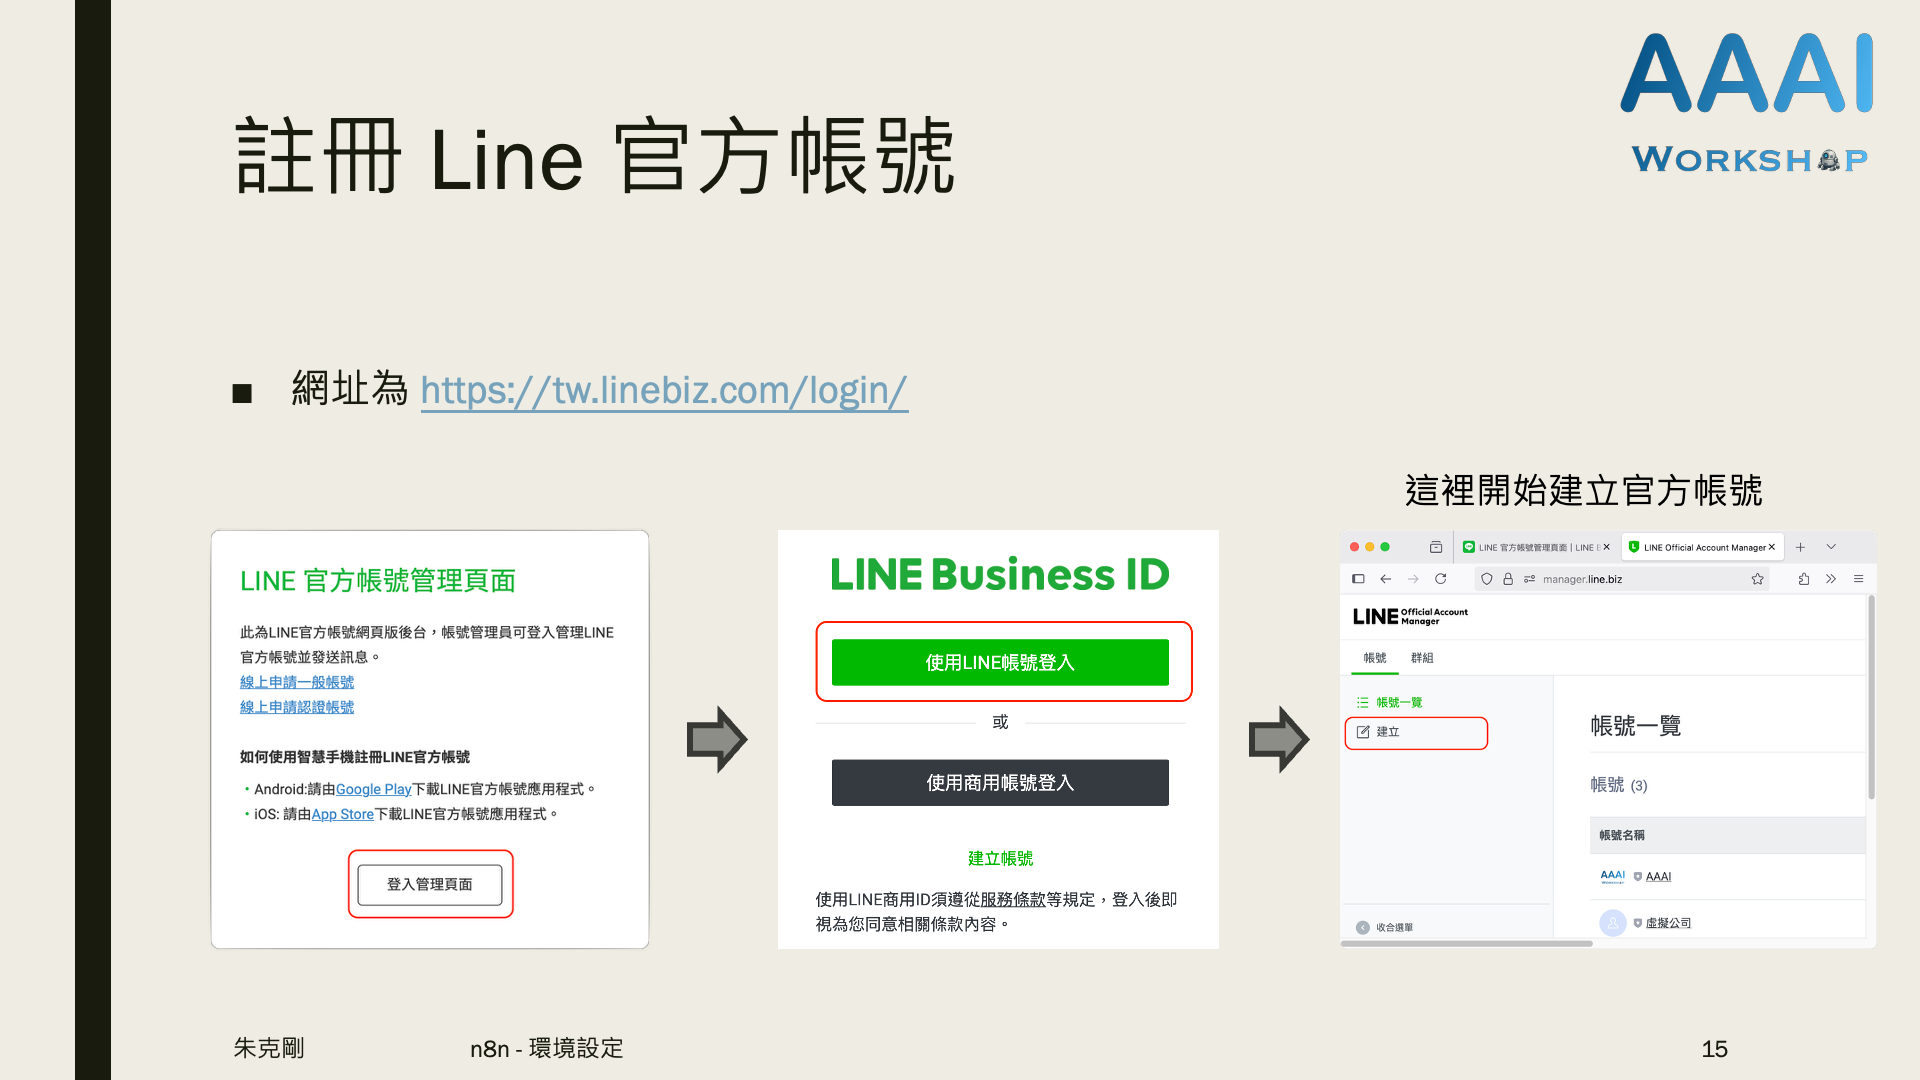 AAAI
WORKSHOP
註冊 Line 官方帳號
■ 網址為 https://tw.linebiz.com/login/
LINE 官方帳號管理頁面
此為LINE官方帳號網頁版後台，帳號管理員可登入管理LINE
官方帳號並發送訊息。
線上申請一般帳號
線上申請認證帳號
如何使用智慧手機註冊LINE官方帳號
• Android:請由Google Play下載LINE官方帳號應用程式。
• iOS: 請由App Store下載LINE官方帳號應用程式。
登入管理頁面
LINE Business ID
使用LINE帳號登入
或
使用商用帳號登入
建立帳號
使用LINE商用ID須遵從服務條款等規定，登入後即
視為您同意相關條款內容。
這裡開始建立官方帳號
LINE 官方帳號管理頁面 | LINE
LINE Official Account Manager
manager.line.biz
LINE Official Account
Manager
帳號 群組
帳號一覽
建立
收合選單
帳號一覽
帳號 (3)
帳號名稱
AAAI
WORKSHOP
AAAI
虛擬公司
朱克剛
n8n - 環境設定
15